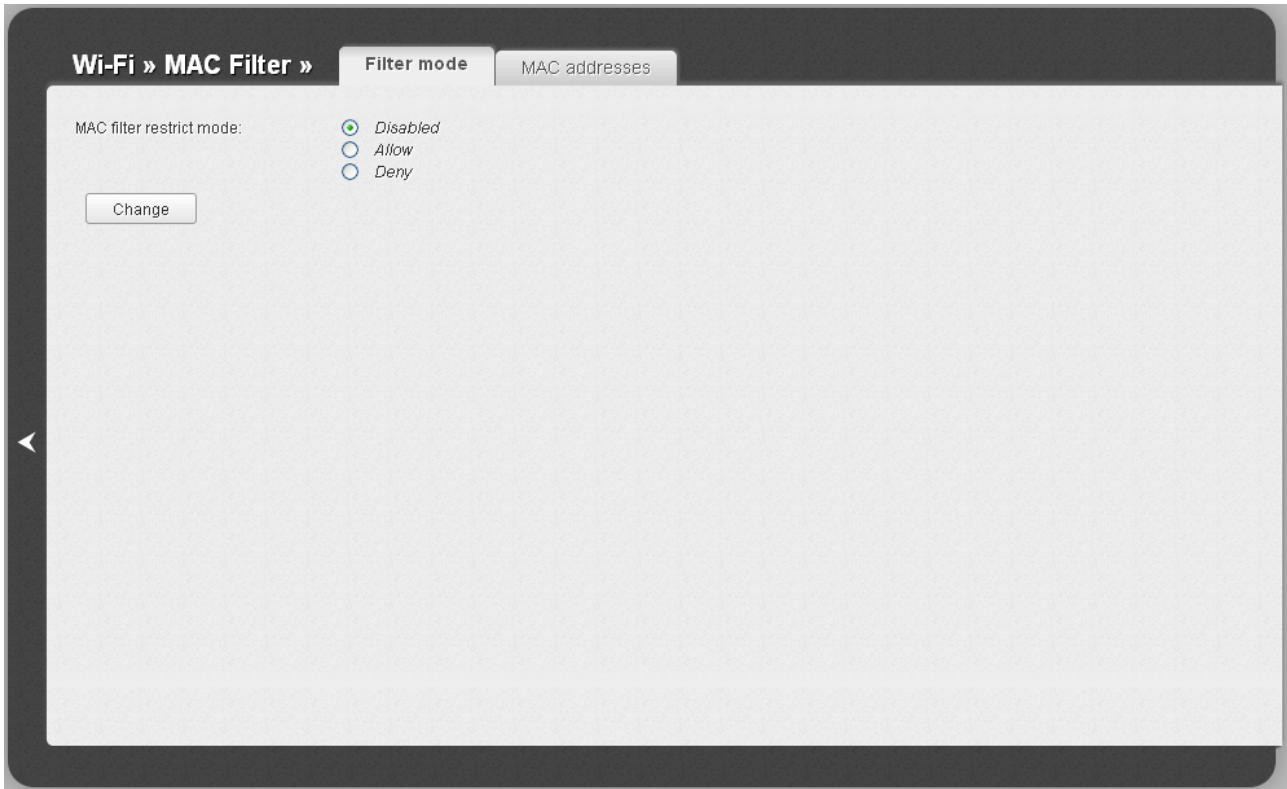 Wi-Fi » MAC Filter »
Filter mode
MAC addresses
MAC filter restrict mode:
Disabled
Allow
Deny
Change